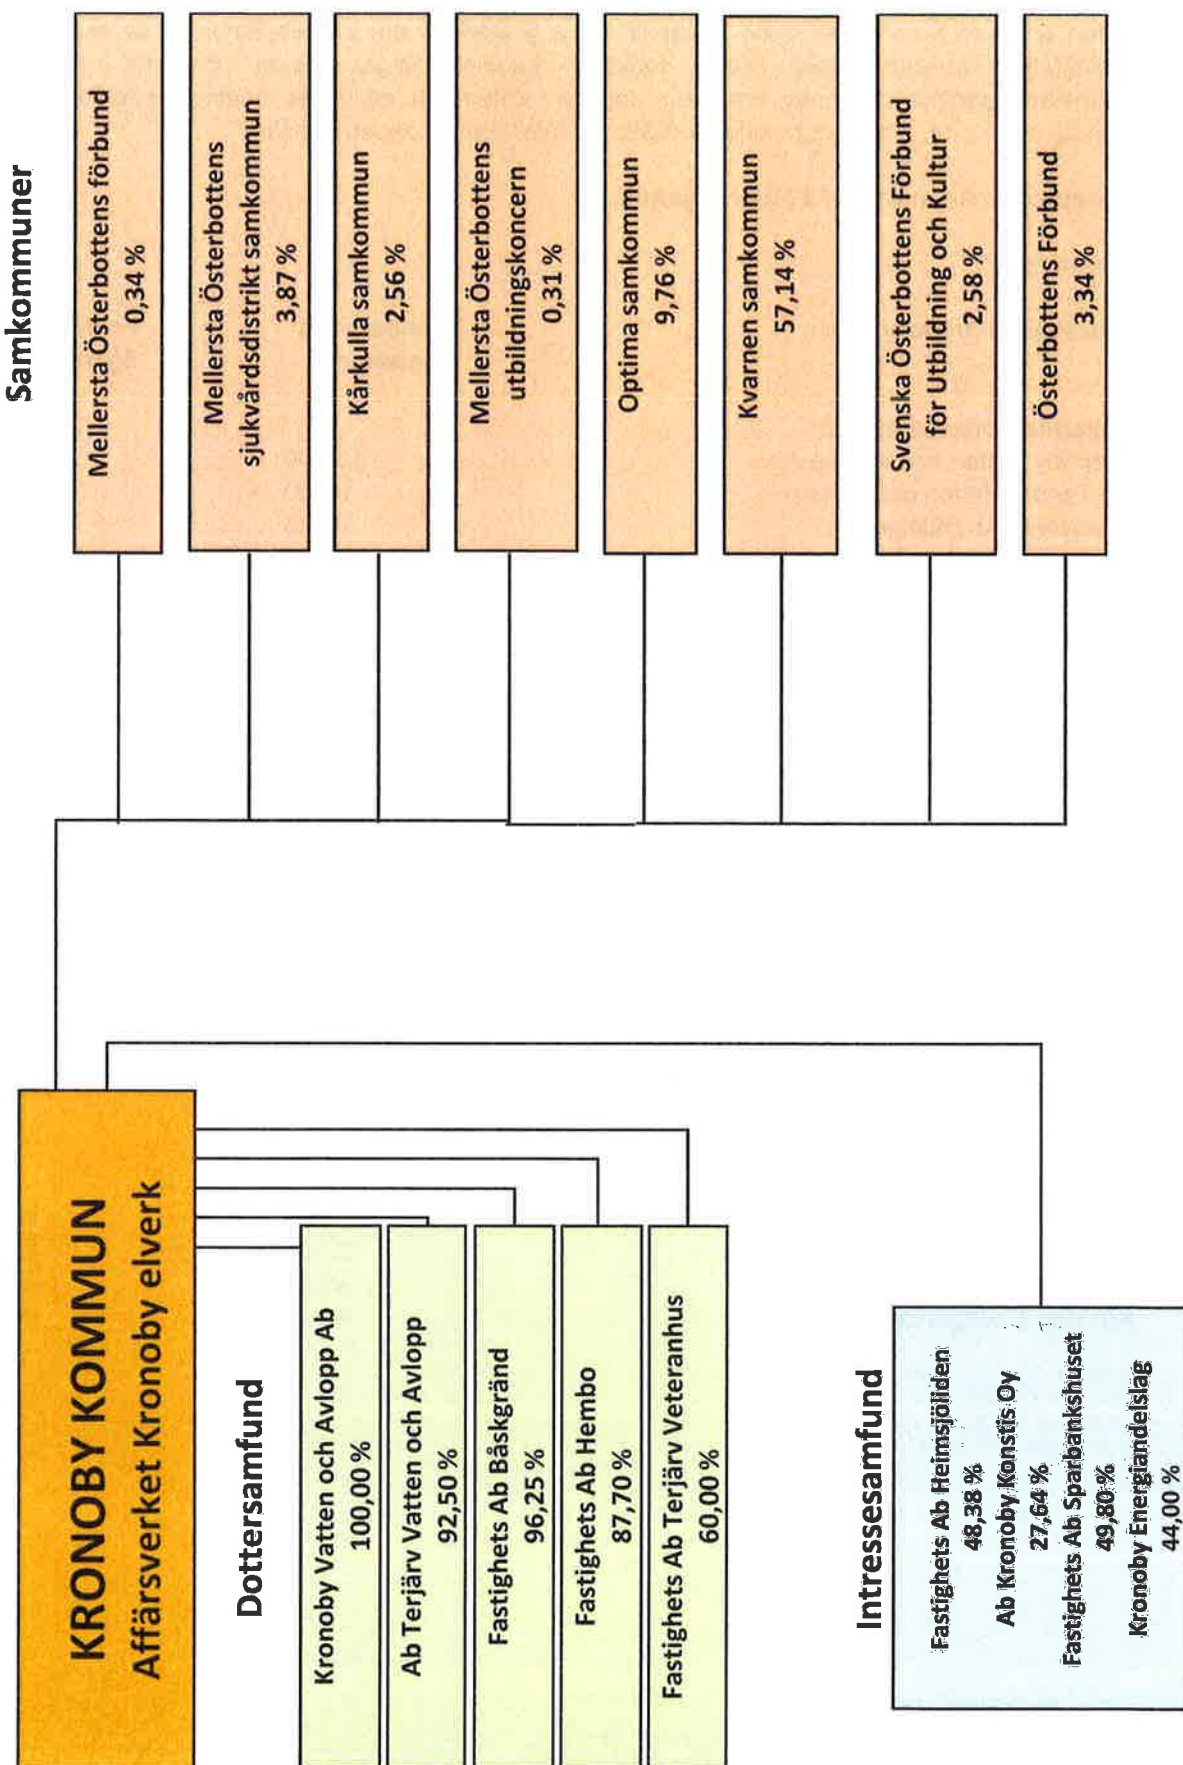 KRONOBY KOMMUN
Affärsverket Kronoby elverk
Dottersamfund
Kronoby Vatten och Avlopp Ab
100,00 %
Ab Terjärv Vatten och Avlopp
92,50 %
Fastighets Ab Båskgränd
96,25 %
Fastighets Ab Hembo
87,70 %
Fastighets Ab Terjärv Veteranhus
60,00 %
Intressesamfund
Fastighets Ab Heimsjöliden
48,38 %
Ab Kronoby Konstis Oy
27,64 %
Fastighets Ab Sparbankshuset
49,80 %
Kronoby Energiandelslag
44,00 %
Samkommuner
Mellersta Österbottens förbund
0,34 %
Mellersta Österbottens
sjukvårdsdistrikt samkommun
3,87 %
Kårkulla samkommun
2,56 %
Mellersta Österbottens
utbildningskoncern
0,31 %
Optima samkommun
9,76 %
Kvarnen samkommun
57,14 %
Svenska Österbottens Förbund
för Utbildning och Kultur
2,58 %
Österbottens Förbund
3,34 %